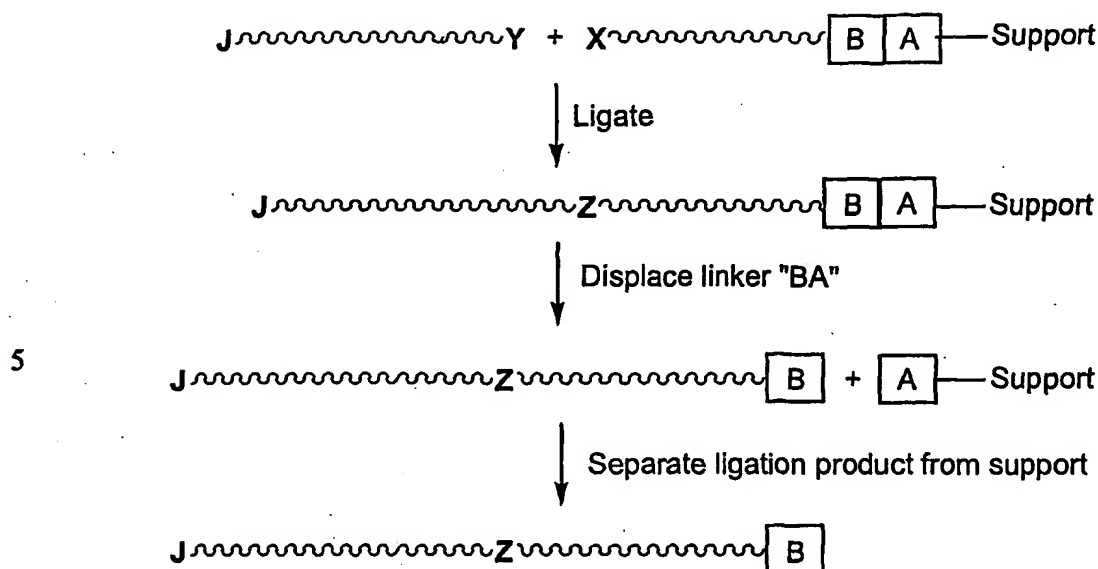 J Y + X B A Support
Ligate
J Z B A Support
Displace linker "BA"
5
J Z B + A Support
Separate ligation product from support
J Z B